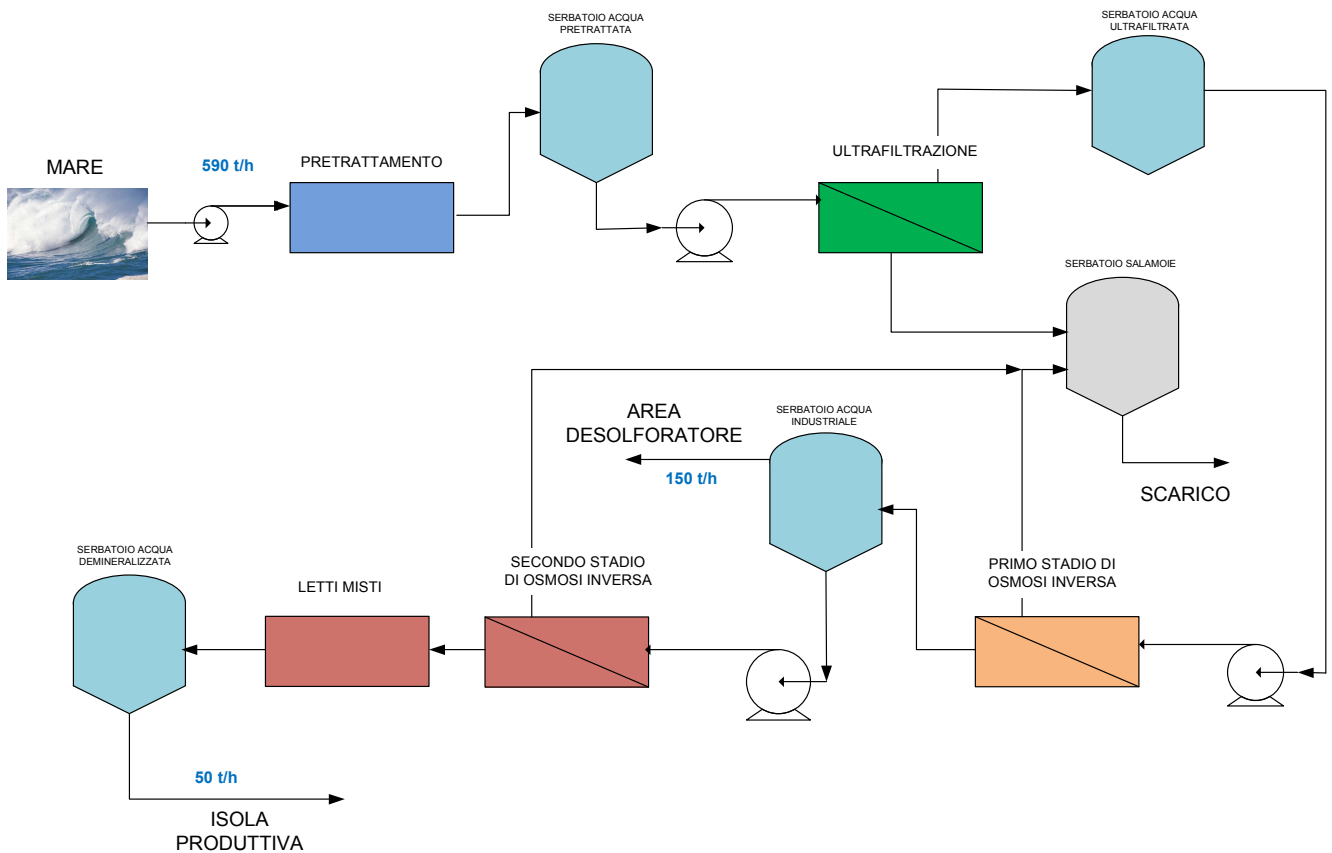 SERBATOIO ACQUA
PRETRATTATA
SERBATOIO ACQUA
ULTRAFILTRATA
MARE
590 t/h
PRETRATTAMENTO
ULTRAFILTRAZIONE
SERBATOIO SALAMOIE
AREA
DESOLFORATORE
150 t/h
SERBATOIO ACQUA
INDUSTRIALE
SCARICO
SERBATOIO ACQUA
DEMINERALIZZATA
LETTI MISTI
SECONDO STADIO
DI OSMOSI INVERSA
PRIMO STADIO DI
OSMOSI INVERSA
50 t/h
ISOLA
PRODUTTIVA